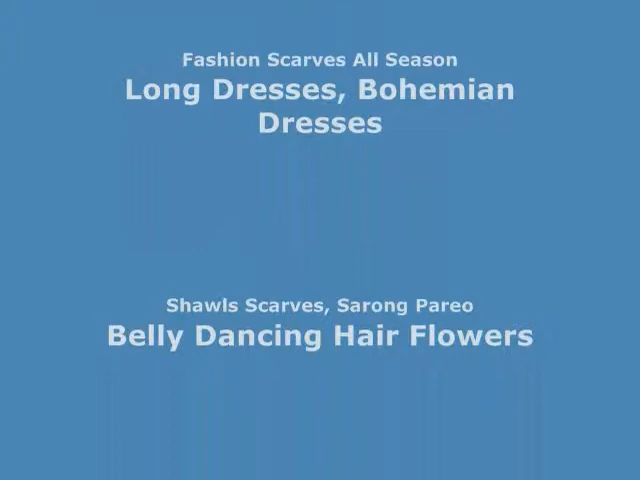 Fashion Scarves All Season
Long Dresses, Bohemian
Dresses
Shawls Scarves, Sarong Pareo
Belly Dancing Hair Flowers